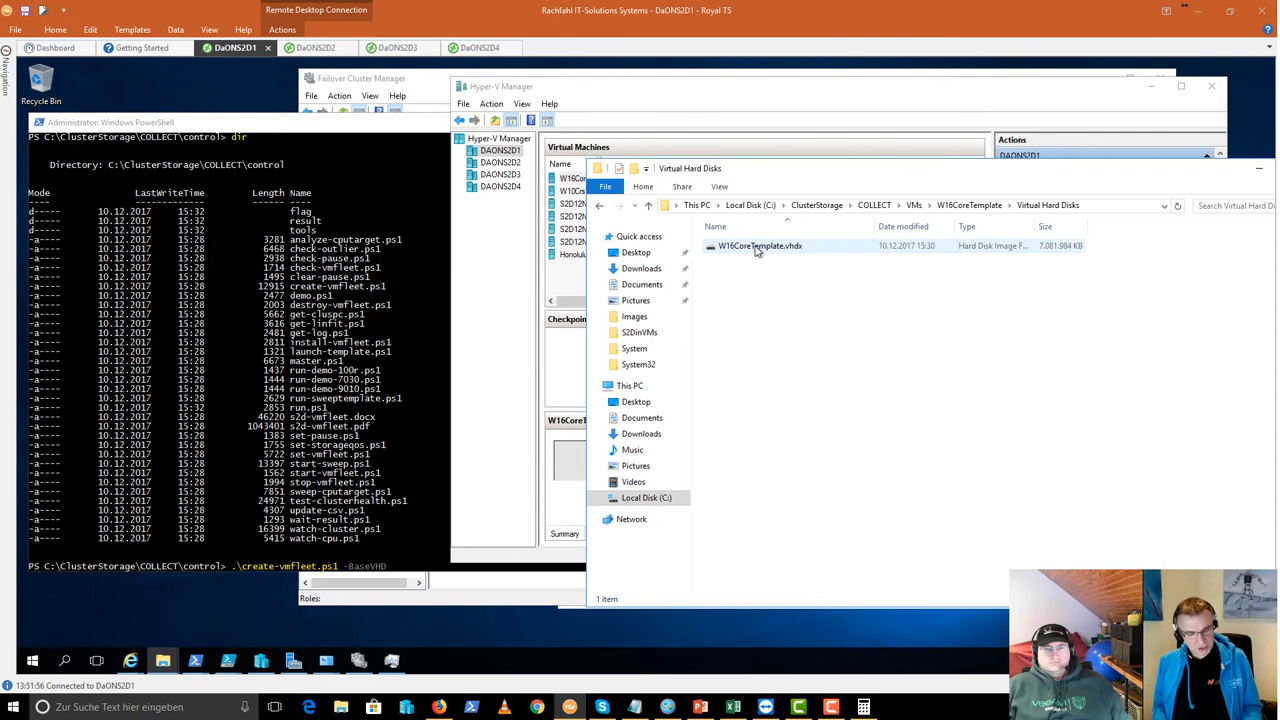 Remote Desktop Connection
Rachfahl IT-Solutions Systems - DaONS2D1 - Royal TS
File Home Edit Templates Data View Help Actions
Dashboard Getting Started DaONS2D1 DaONS2D2 DaONS2D3 DaONS2D4
Navigation
Recycle Bin
Failover Cluster Manager
File Action View Help
Hyper-V Manager
File Action View Help
Hyper-V Manager
DAONS2D1
DAONS2D2
DAONS2D3
DAONS2D4
Virtual Machines
Name
W16Cor
W10Crs
S2D12N
S2D12N
S2D12N
S2D12N
Honolulu
Checkpoin
W16CoreT
Summary
Actions
DAONS2D1
Administrator: Windows PowerShell
PS C:\ClusterStorage\COLLECT\control> dir
Directory: C:\ClusterStorage\COLLECT\control
Mode LastWriteTime Length Name
---- ------------- ------ ----
d----- 10.12.2017 15:32 flag
d----- 10.12.2017 15:32 result
d----- 10.12.2017 15:32 tools
-a---- 10.12.2017 15:28 3281 analyze-cputarget.ps1
-a---- 10.12.2017 15:28 6626 check-outlier.ps1
-a---- 10.12.2017 15:28 2938 check-pause.ps1
-a---- 10.12.2017 15:28 1714 check-vmfleet.ps1
-a---- 10.12.2017 15:28 1495 clear-pause.ps1
-a---- 10.12.2017 15:28 12915 create-vmfleet.ps1
-a---- 10.12.2017 15:28 2477 demo.ps1
-a---- 10.12.2017 15:28 2003 destroy-vmfleet.ps1
-a---- 10.12.2017 15:28 5662 get-cluspc.ps1
-a---- 10.12.2017 15:28 3616 get-linfit.ps1
-a---- 10.12.2017 15:28 2481 get-log.ps1
-a---- 10.12.2017 15:28 2811 install-vmfleet.ps1
-a---- 10.12.2017 15:28 1321 launch-template.ps1
-a---- 10.12.2017 15:28 6673 master.ps1
-a---- 10.12.2017 15:28 1437 run-demo-100r.ps1
-a---- 10.12.2017 15:28 1444 run-demo-7030.ps1
-a---- 10.12.2017 15:28 1444 run-demo-9010.ps1
-a---- 10.12.2017 15:28 2629 run-sweeptemplate.ps1
-a---- 10.12.2017 15:32 2853 run.ps1
-a---- 10.12.2017 15:28 46220 s2d-vmfleet.docx
-a---- 10.12.2017 15:28 1043401 s2d-vmfleet.pdf
-a---- 10.12.2017 15:28 1383 set-pause.ps1
-a---- 10.12.2017 15:28 1755 set-storageqos.ps1
-a---- 10.12.2017 15:28 5722 set-vmfleet.ps1
-a---- 10.12.2017 15:28 13397 start-sweep.ps1
-a---- 10.12.2017 15:28 1562 start-vmfleet.ps1
-a---- 10.12.2017 15:28 1994 stop-vmfleet.ps1
-a---- 10.12.2017 15:28 7851 sweep-cputarget.ps1
-a---- 10.12.2017 15:28 24971 test-clusterhealth.ps1
-a---- 10.12.2017 15:28 4307 update-csv.ps1
-a---- 10.12.2017 15:28 1293 wait-result.ps1
-a---- 10.12.2017 15:28 16399 watch-cluster.ps1
-a---- 10.12.2017 15:28 5415 watch-cpu.ps1
PS C:\ClusterStorage\COLLECT\control> .\create-vmfleet.ps1 -BaseVHD
Roles:
Virtual Hard Disks
File Home Share View
This PC > Local Disk (C:) > ClusterStorage > COLLECT > VMs > W16CoreTemplate > Virtual Hard Disks
Search Virtual Hard
Name Date modified Type Size
W16CoreTemplate.vhdx 10.12.2017 15:30 Hard Disk Image F... 7.081.984 KB
Quick access
Desktop
Downloads
Documents
Pictures
Images
S2DinVMs
System
System32
This PC
Desktop
Documents
Downloads
Music
Pictures
Videos
Local Disk (C:)
Network
1 item
13:51:56 Connected to DaONS2D1
Zur Suche Text hier eingeben